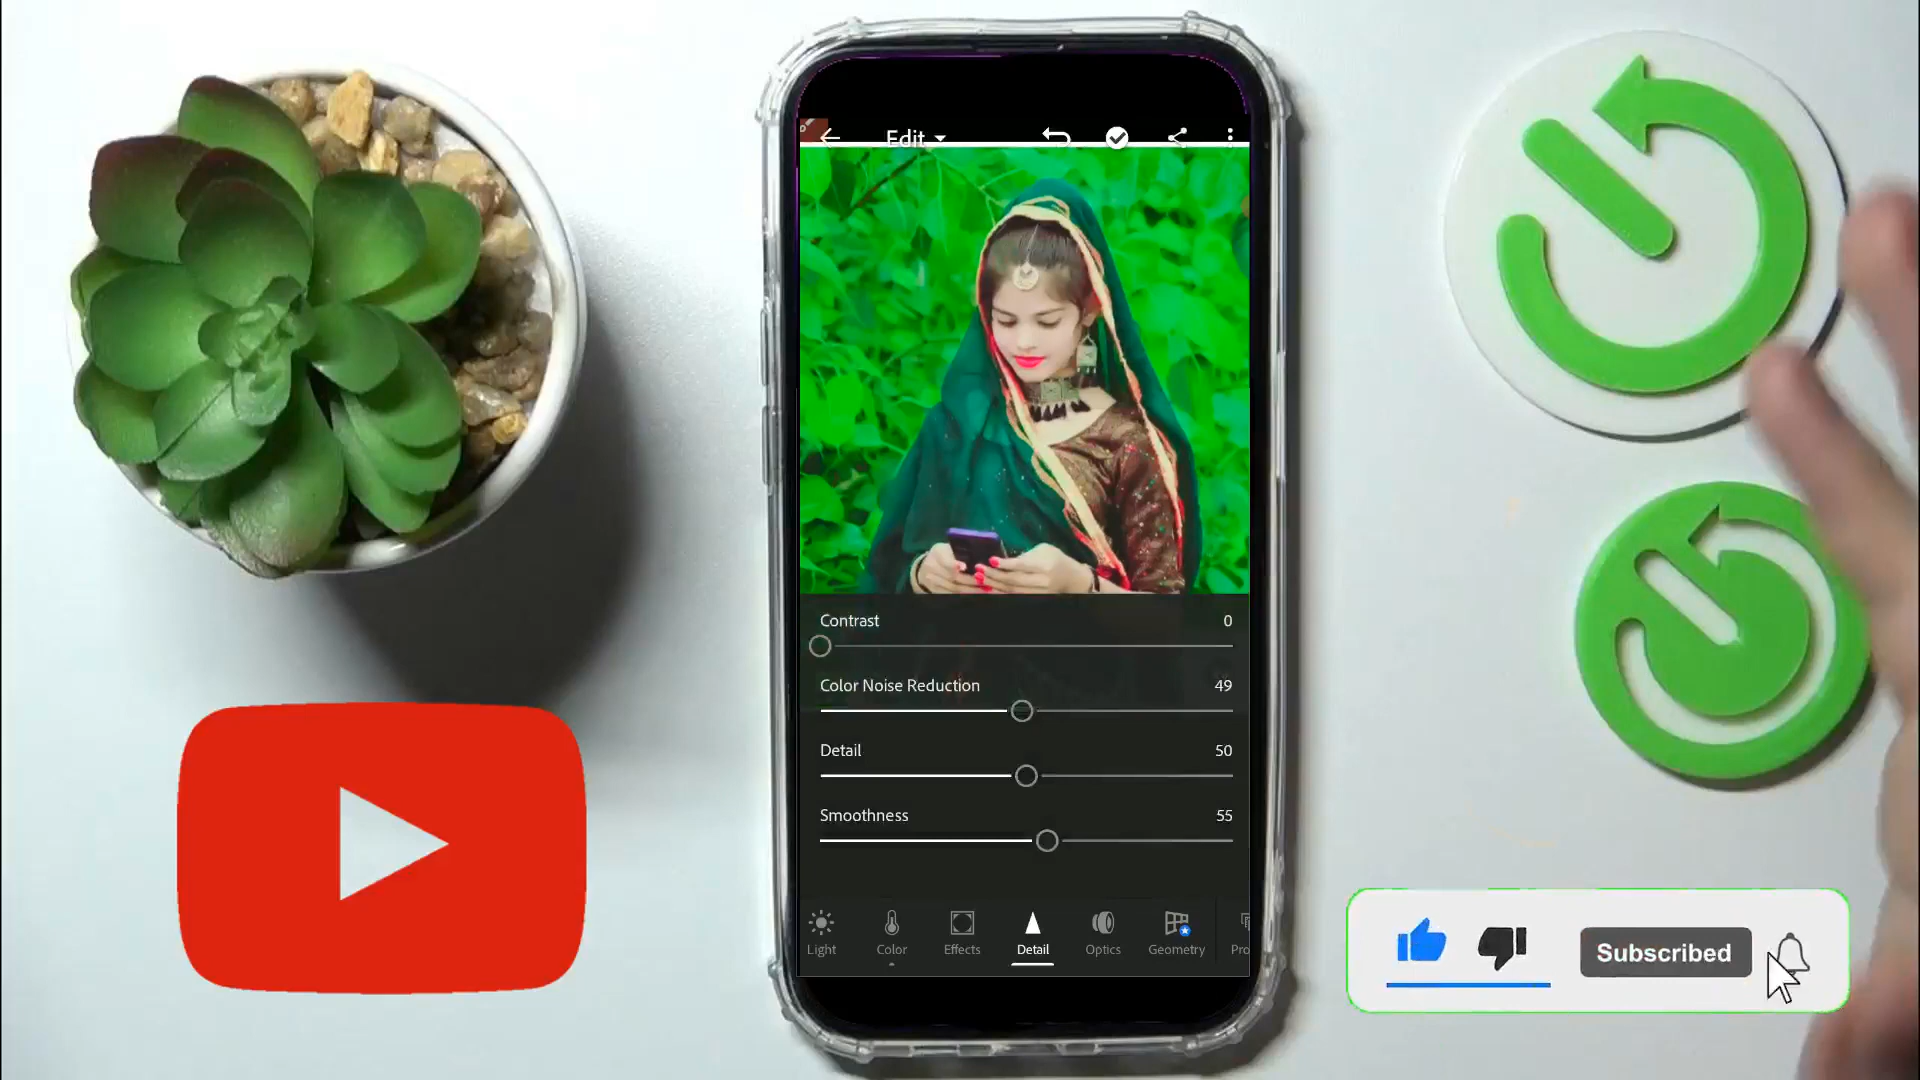 Edit
Contrast 0
Color Noise Reduction 49
Detail 50
Smoothness 55
Light Color Effects Detail Optics Geometry Pro
Subscribed